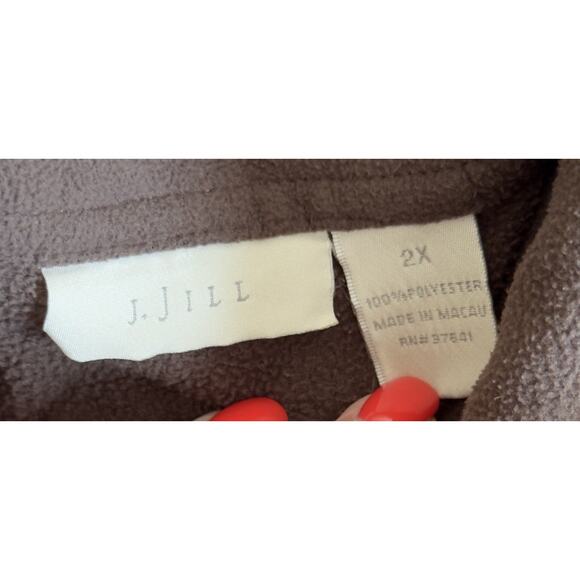 J. JILL
2X
100% POLYESTER
MADE IN MACAU
RN# 97641